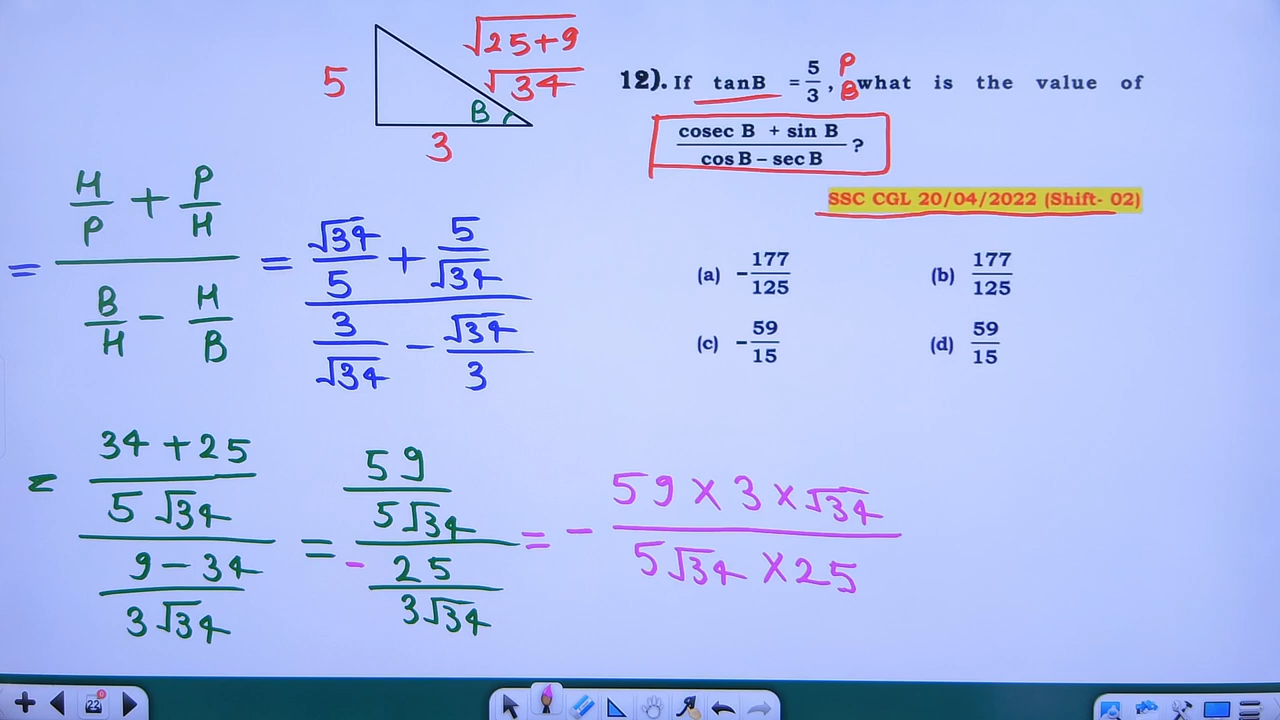 12). If tanB = 5/3, P/B what is the value of
cosec B + sin B / cos B – sec B ?
SSC CGL 20/04/2022 (Shift- 02)
(a) -177/125 (b) 177/125
(c) -59/15 (d) 59/15
√25+9
√34
5
B
3
= (H/P + P/H) / (B/H - H/B) = (√34/5 + 5/√34) / (3/√34 - √34/3)
= ((34+25)/(5√34)) / ((9-34)/(3√34)) = (59/(5√34)) / (-25/(3√34)) = - (59 × 3 × √34) / (5√34 × 25)
22